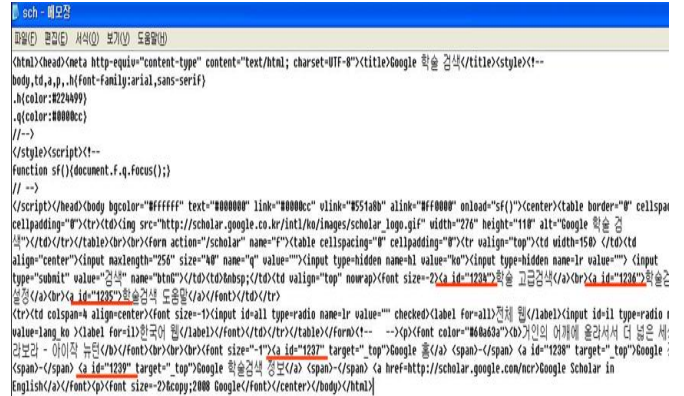 sch - 메모장
파일(F) 편집(E) 서식(O) 보기(V) 도움말(H)
<html><head><meta http-equiv="content-type" content="text/html; charset=UTF-8"><title>Google 학술 검색</title><style><!--
body,td,a,p,.h{font-family:arial,sans-serif}
.h{color:#224499}
.q{color:#0000cc}
//-->
</style><script><!--
function sf(){document.f.q.focus();}
// -->
</script></head><body bgcolor="#ffffff" text="#000000" link="#0000cc" vlink="#551a8b" alink="#ff0000" onload="sf()"><center><table border="0" cellspac
cellpadding="0"><tr><td><img src="http://scholar.google.co.kr/intl/ko/images/scholar_logo.gif" width="276" height="110" alt="Google 학술 검
색"></td></tr></table><br><br><form action="/scholar" name="f"><table cellspacing="0" cellpadding="0"><tr valign="top"><td width=150> </td><td
align="center"><input maxlength="256" size="40" name="q" value=""><input type=hidden name=hl value="ko"><input type=hidden name=lr value=""> <input
type="submit" value="검색" name="btnG"></td><td>&nbsp;</td><td valign="top" nowrap><font size=-2><a id="1234">학술 고급검색</a><br><a id="1236">학술검
설정</a><br><a id="1235">학술검색 도움말</a></font></td></tr>
<tr><td colspan=4 align=center><font size=-1><input id=all type=radio name=lr value="" checked><label for=all>전체 웹</label><input id=il type=radio n
value=lang_ko ><label for=il>한국어 웹</label></font></td></tr></table></form><!-- --><p><font color="#60a63a"><b>거인의 어깨에 올라서서 더 넓은 세
라보라 - 아이작 뉴턴</b></font><br><br><br><font size="-1"><a id="1237" target="_top">Google 홈</a> <span>-</span> <a id="1238" target="_top">Google
<span>-</span> <a id="1239" target="_top">Google 학술검색 정보</a> <span>-</span> <a href=http://scholar.google.com/ncr>Google Scholar in
English</a></font><p><font size=-2>&copy;2008 Google</font></center></body></html>